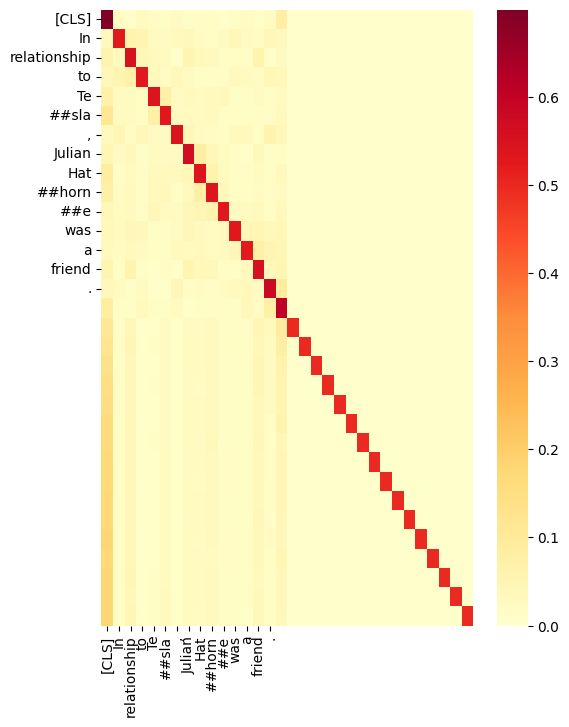 [CLS]
In
relationship
to
Te
##sla
,
Julian
Hat
##horn
##e
was
a
friend
.
0.6
0.5
0.4
0.3
0.2
0.1
0.0
[CLS]
In
relationship
to
Te
##sla
,
Julian
Hat
##horn
##e
was
a
friend
.